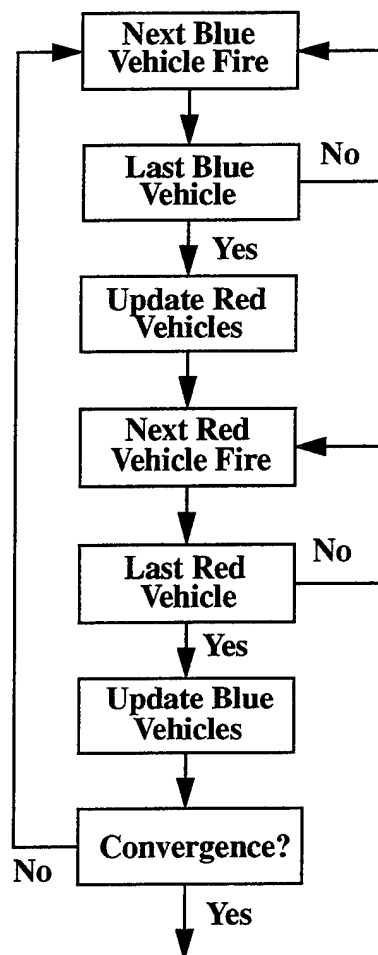 Next Blue
Vehicle Fire
No
Last Blue
Vehicle
Yes
Update Red
Vehicles
Next Red
Vehicle Fire
No
Last Red
Vehicle
Yes
Update Blue
Vehicles
Convergence?
No
Yes